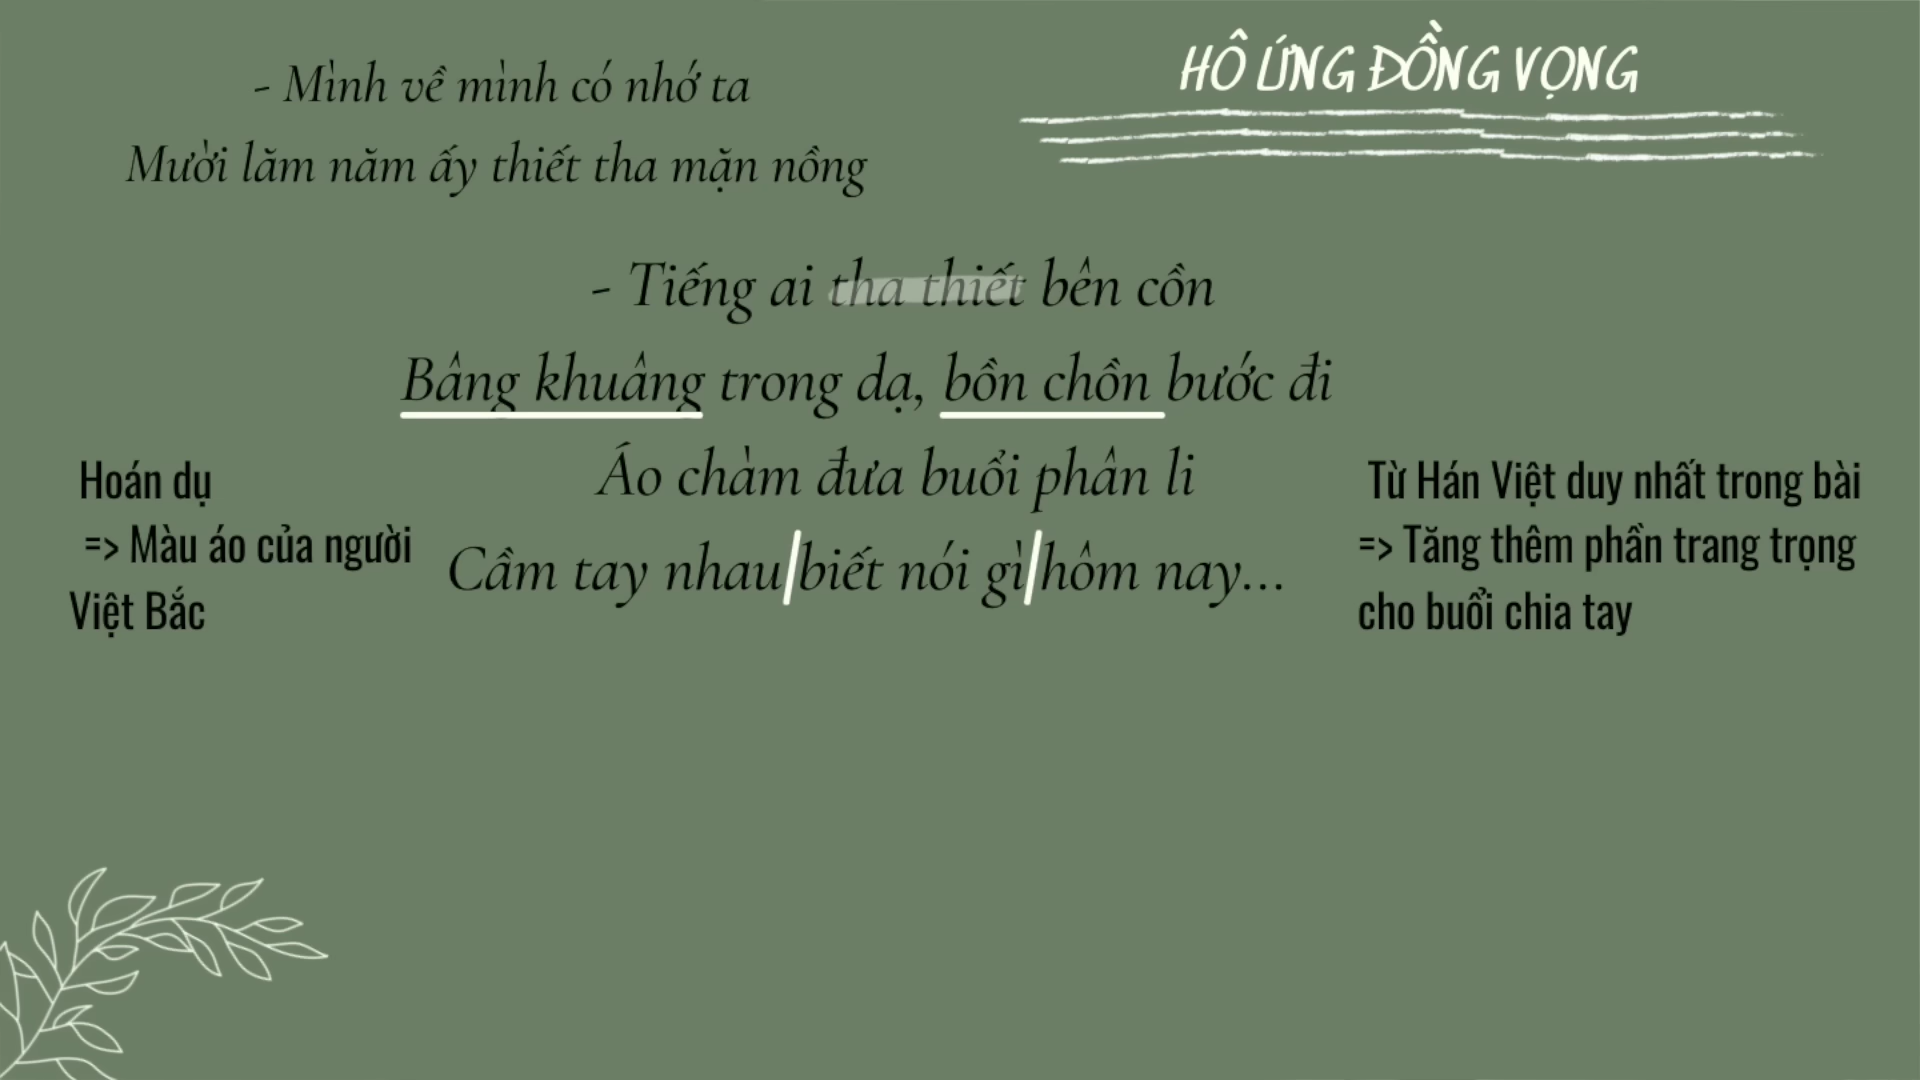 - Mình về mình có nhớ ta
Mười lăm năm ấy thiết tha mặn nồng
HÔ ỨNG ĐỒNG VỌNG
- Tiếng ai tha thiết bên cồn
Bâng khuâng trong dạ, bồn chồn bước đi
Áo chàm đưa buổi phân li
Cầm tay nhau/biết nói gì/hôm nay...
Hoán dụ
=> Màu áo của người
Việt Bắc
Từ Hán Việt duy nhất trong bài
=> Tăng thêm phần trang trọng
cho buổi chia tay